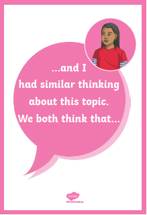 ...and I
had similar thinking
about this topic.
We both think that...